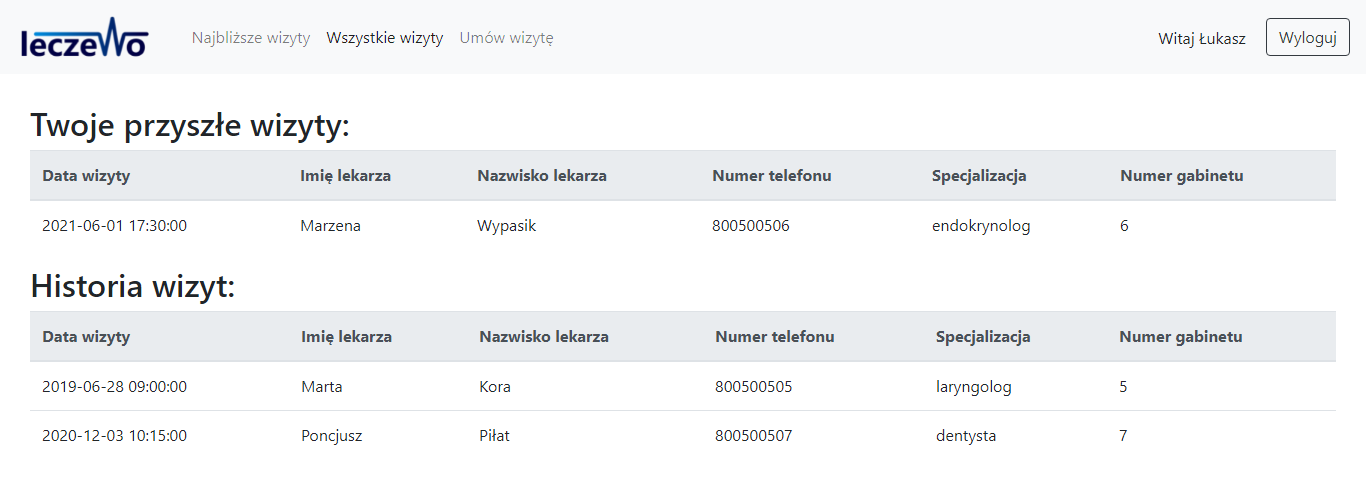 leczewo Najbliższe wizyty Wszystkie wizyty Umów wizytę Witaj Łukasz Wyloguj
Twoje przyszłe wizyty:
Data wizyty Imię lekarza Nazwisko lekarza Numer telefonu Specjalizacja Numer gabinetu
2021-06-01 17:30:00 Marzena Wypasik 800500506 endokrynolog 6
Historia wizyt:
Data wizyty Imię lekarza Nazwisko lekarza Numer telefonu Specjalizacja Numer gabinetu
2019-06-28 09:00:00 Marta Kora 800500505 laryngolog 5
2020-12-03 10:15:00 Poncjusz Piłat 800500507 dentysta 7